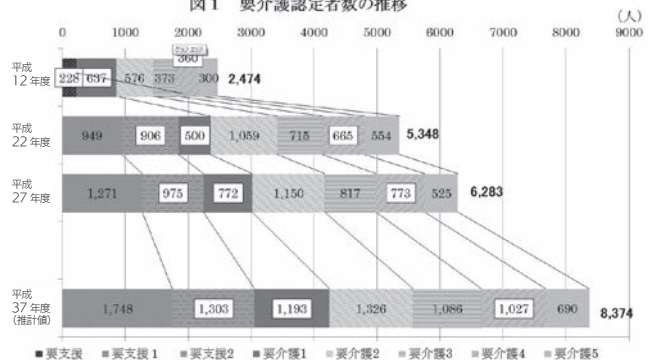 図1 要介護認定者数の推移
(人)
0 1000 2000 3000 4000 5000 6000 7000 8000 9000
360
平成
12年度
228 637 576 373 300 2,474
平成
22年度
949 906 500 1,059 715 665 554 5,348
平成
27年度
1,271 975 772 1,150 817 773 525 6,283
平成
37年度
(推計値)
1,748 1,303 1,193 1,326 1,086 1,027 690 8,374
■要支援 ■要支援1 ■要支援2 ■要介護1 ■要介護2 ■要介護3 ■要介護4 ■要介護5